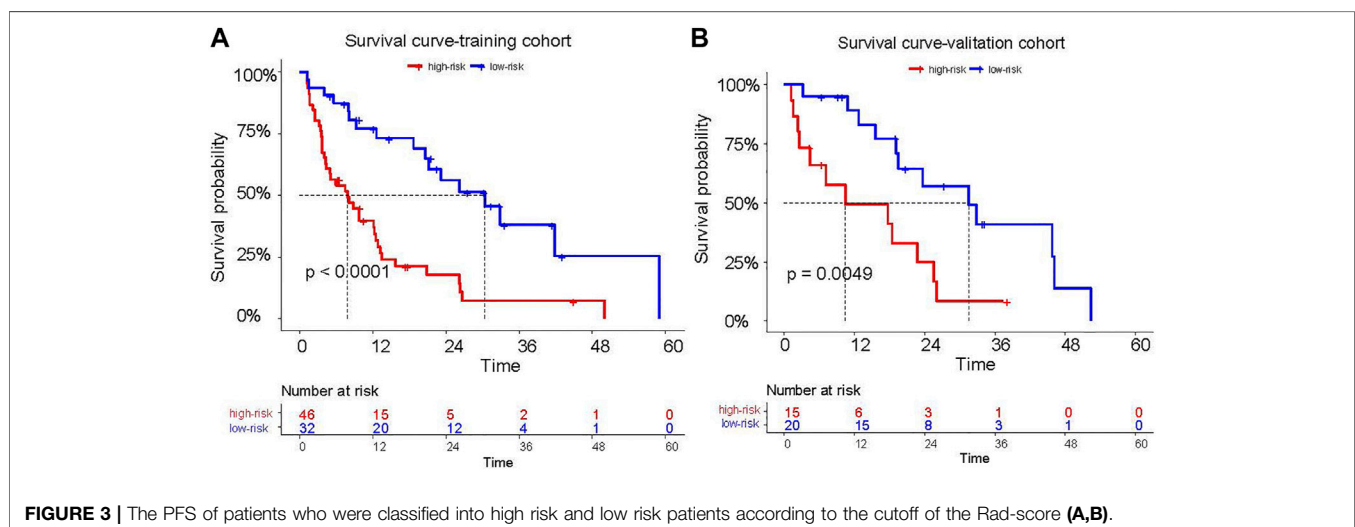 A
Survival curve-training cohort
high-risk low-risk
100%
75%
50%
25%
0%
Survival probability
p < 0.0001
0 12 24 36 48 60
Time
Number at risk
high-risk 46 15 5 2 1 0
low-risk 32 20 12 4 1 0
0 12 24 36 48 60
Time
B
Survival curve-valitation cohort
high-risk low-risk
100%
75%
50%
25%
0%
Survival probability
p = 0.0049
0 12 24 36 48 60
Time
Number at risk
high-risk 15 6 3 1 0 0
low-risk 20 15 8 3 1 0
0 12 24 36 48 60
Time
FIGURE 3 | The PFS of patients who were classified into high risk and low risk patients according to the cutoff of the Rad-score (A,B).